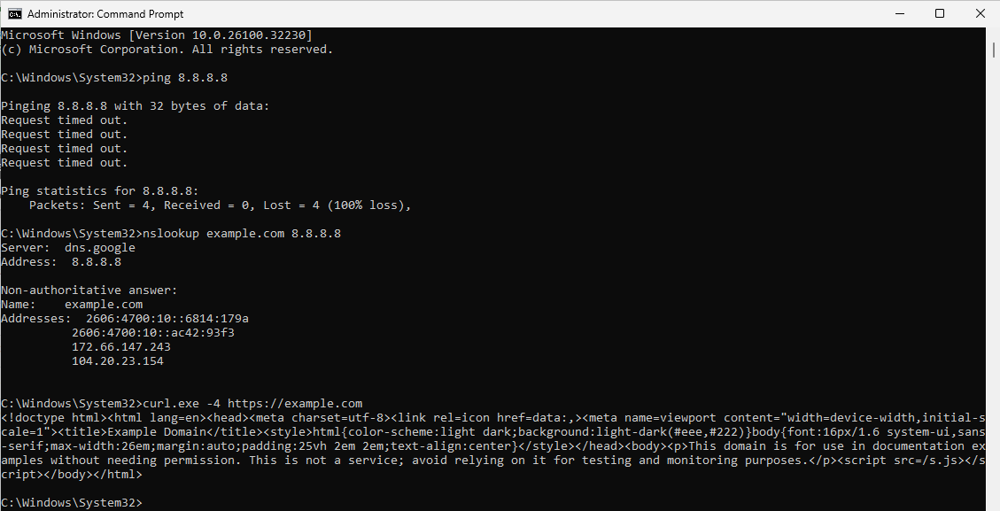 Administrator: Command Prompt
Microsoft Windows [Version 10.0.26100.32230]
(c) Microsoft Corporation. All rights reserved.
C:\Windows\System32>ping 8.8.8.8
Pinging 8.8.8.8 with 32 bytes of data:
Request timed out.
Request timed out.
Request timed out.
Request timed out.
Ping statistics for 8.8.8.8:
    Packets: Sent = 4, Received = 0, Lost = 4 (100% loss),
C:\Windows\System32>nslookup example.com 8.8.8.8
Server:  dns.google
Address:  8.8.8.8
Non-authoritative answer:
Name:    example.com
Addresses:  2606:4700:10::6814:179a
          2606:4700:10::ac42:93f3
          172.66.147.243
          104.20.23.154
C:\Windows\System32>curl.exe -4 https://example.com
<!doctype html><html lang=en><head><meta charset=utf-8><link rel=icon href=data:,><meta name=viewport content="width=device-width,initial-s
cale=1"><title>Example Domain</title><style>html{color-scheme:light dark;background:light-dark(#eee,#222)}body{font:16px/1.6 system-ui,sans
-serif;max-width:26em;margin:auto;padding:25vh 2em 2em;text-align:center}</style></head><body><p>This domain is for use in documentation ex
amples without needing permission. This is not a service; avoid relying on it for testing and monitoring purposes.</p><script src=/s.js></s
cript></body></html>
C:\Windows\System32>